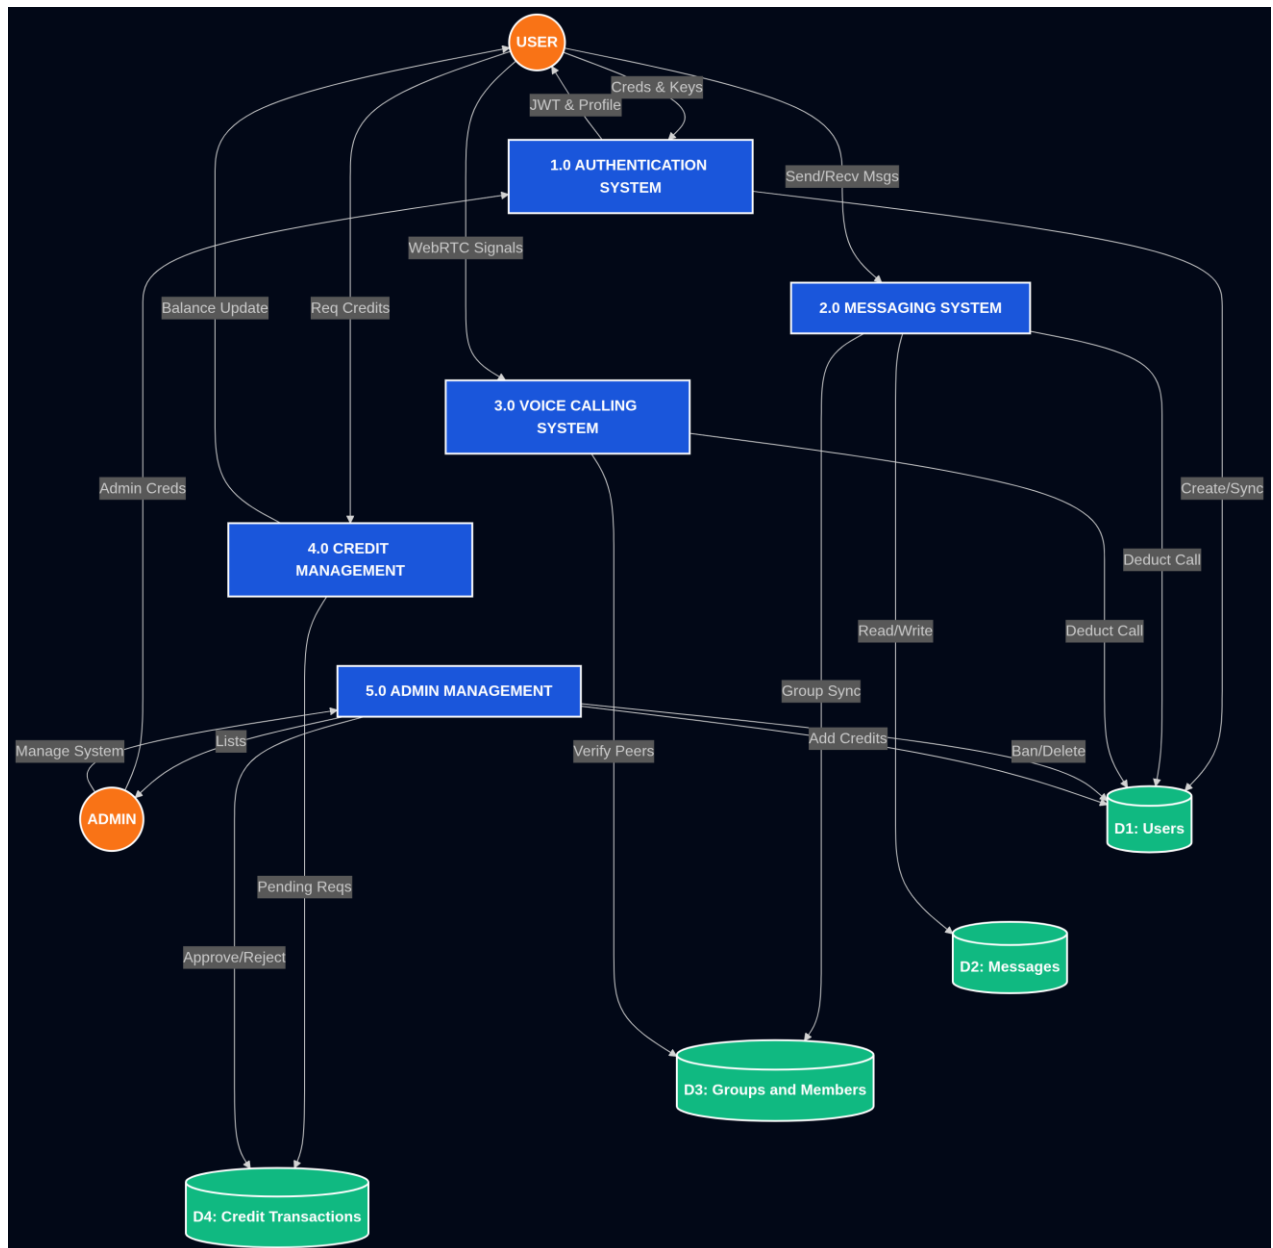 USER
Creds & Keys
JWT & Profile
1.0 AUTHENTICATION
SYSTEM
Send/Recv Msgs
WebRTC Signals
Balance Update
Req Credits
2.0 MESSAGING SYSTEM
3.0 VOICE CALLING
SYSTEM
Admin Creds
Create/Sync
4.0 CREDIT
MANAGEMENT
Deduct Call
Read/Write
Deduct Call
5.0 ADMIN MANAGEMENT
Group Sync
Manage System
Lists
Verify Peers
Add Credits
Ban/Delete
ADMIN
D1: Users
Pending Reqs
Approve/Reject
D2: Messages
D3: Groups and Members
D4: Credit Transactions